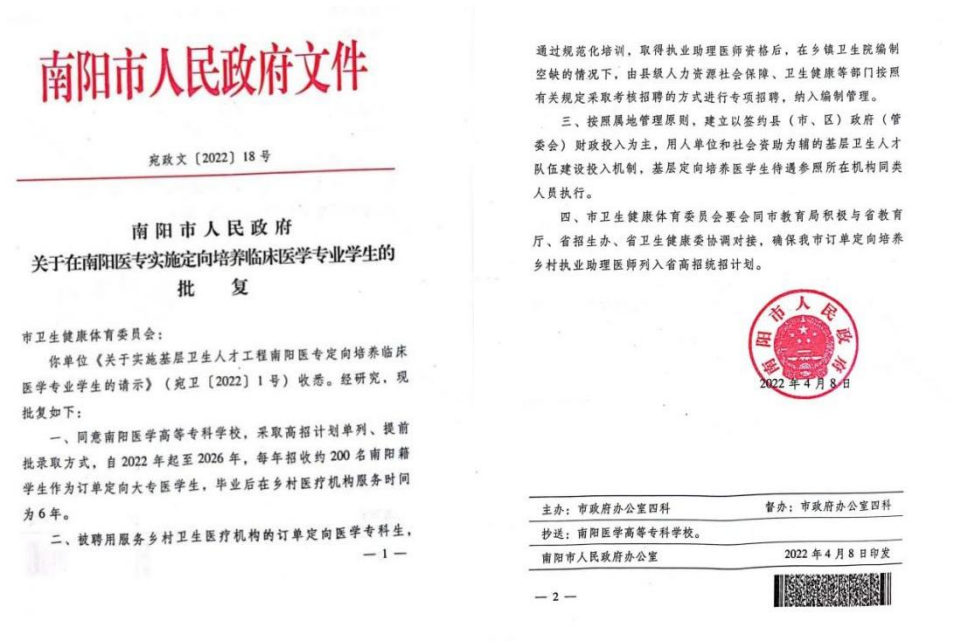 南阳市人民政府文件
宛政文〔2022〕18号
南阳市人民政府
关于在南阳医专实施定向培养临床医学专业学生的
批复
市卫生健康体育委员会：
你单位《关于实施基层卫生人才工程南阳医专定向培养临床
医学专业学生的请示》（宛卫〔2022〕1号）收悉。经研究，现
批复如下：
一、同意南阳医学高等专科学校，采取高招计划单列、提前
批录取方式，自2022年起至2026年，每年招收约200名南阳籍
学生作为订单定向大专医学生，毕业后在乡村医疗机构服务时间
为6年。
二、被聘用服务乡村卫生医疗机构的订单定向医学专科生，
—1—
通过规范化培训，取得执业助理医师资格后，在乡镇卫生院编制
空缺的情况下，由县级人力资源社会保障、卫生健康等部门按照
有关规定采取考核招聘的方式进行专项招聘，纳入编制管理。
三、按照属地管理原则，建立以签约县（市、区）政府（管
委会）财政投入为主，用人单位和社会资助为辅的基层卫生人才
队伍建设投入机制，基层定向培养医学生待遇参照所在机构同类
人员执行。
四、市卫生健康体育委员会要会同市教育局积极与省教育
厅、省招生办、省卫生健康委协调对接，确保我市订单定向培养
乡村执业助理医师列入省高招统招计划。
南阳市人民政府
2022年4月8日
主办：市政府办公室四科 督办：市政府办公室四科
抄送：南阳医学高等专科学校。
南阳市人民政府办公室 2022年4月8日印发
—2—